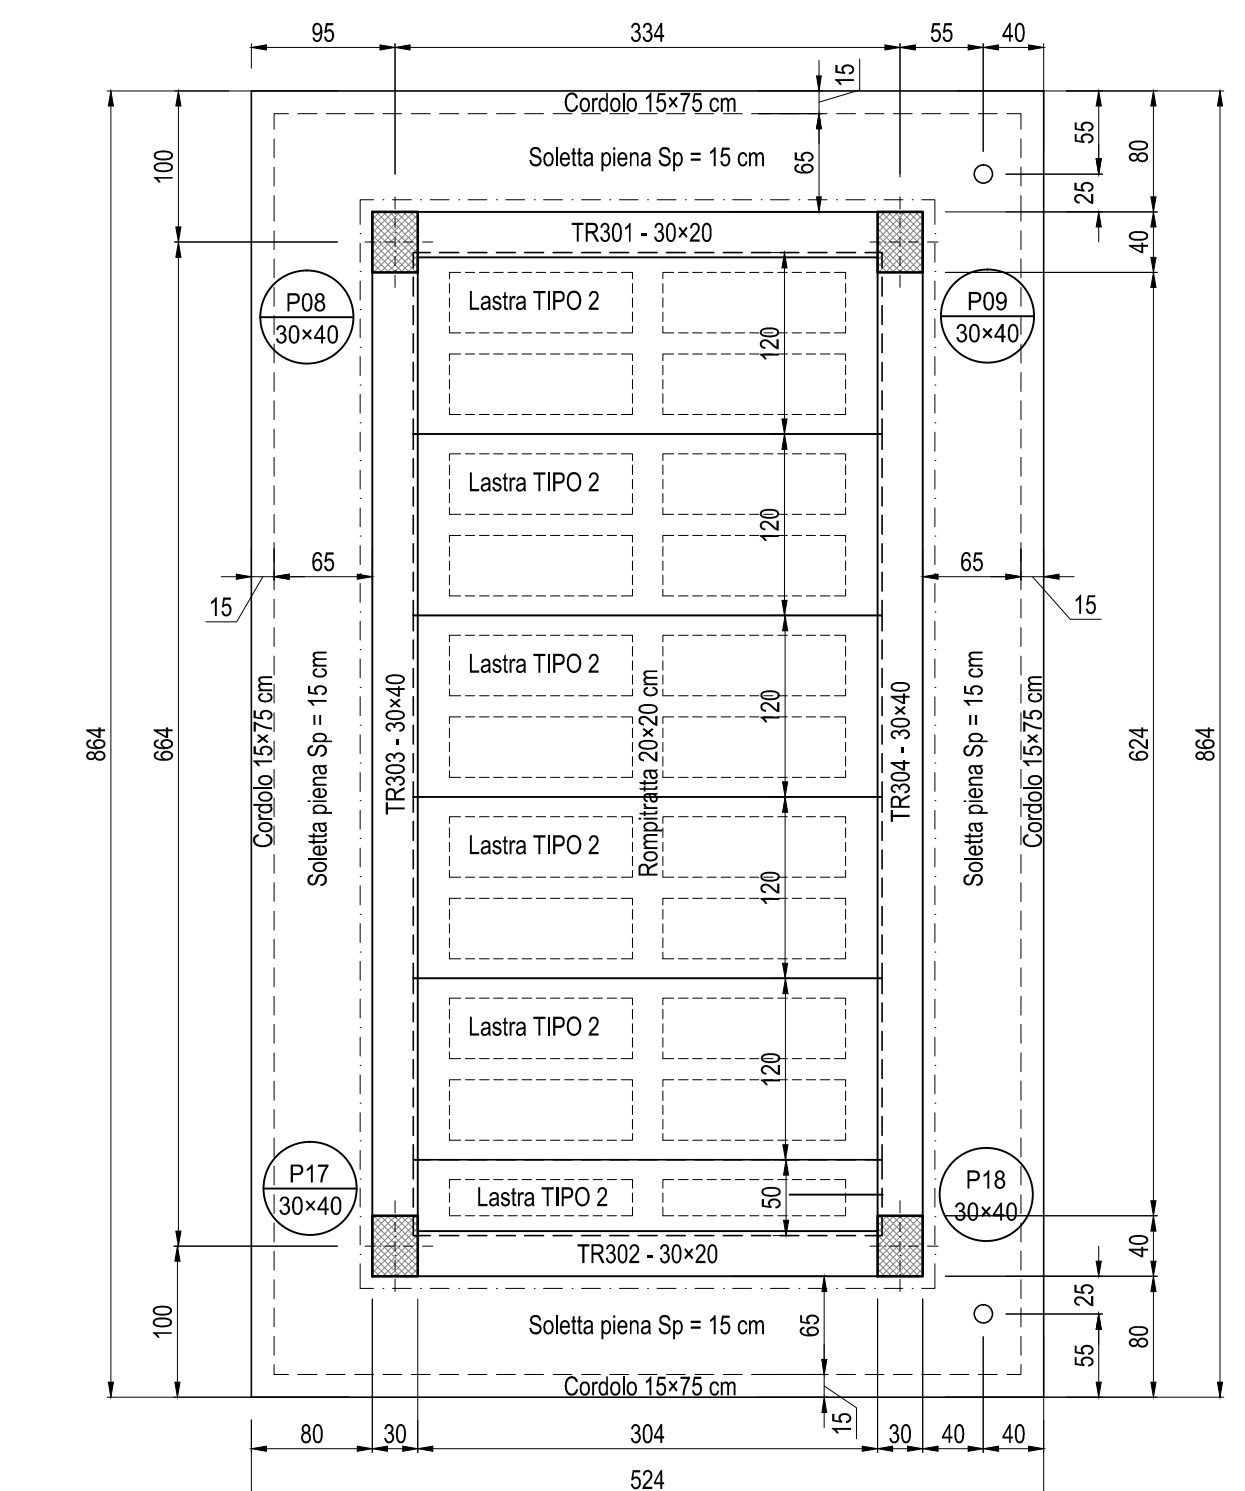 95
334
55
40
15
Cordolo 15×75 cm
55
80
100
Soletta piena Sp = 15 cm
65
25
TR301 - 30×20
40
P08
30×40
Lastra TIPO 2
P09
30×40
120
Lastra TIPO 2
120
65
65
15
15
Lastra TIPO 2
120
864
664
Cordolo 15×75 cm
Soletta piena Sp = 15 cm
TR303 - 30×40
Rompitratta 20×20 cm
TR304 - 30×40
Soletta piena Sp = 15 cm
Cordolo 15×75 cm
624
864
Lastra TIPO 2
120
Lastra TIPO 2
120
P17
30×40
Lastra TIPO 2
50
P18
30×40
TR302 - 30×20
40
25
100
Soletta piena Sp = 15 cm
65
55
80
Cordolo 15×75 cm
15
80
30
304
30
40
40
524